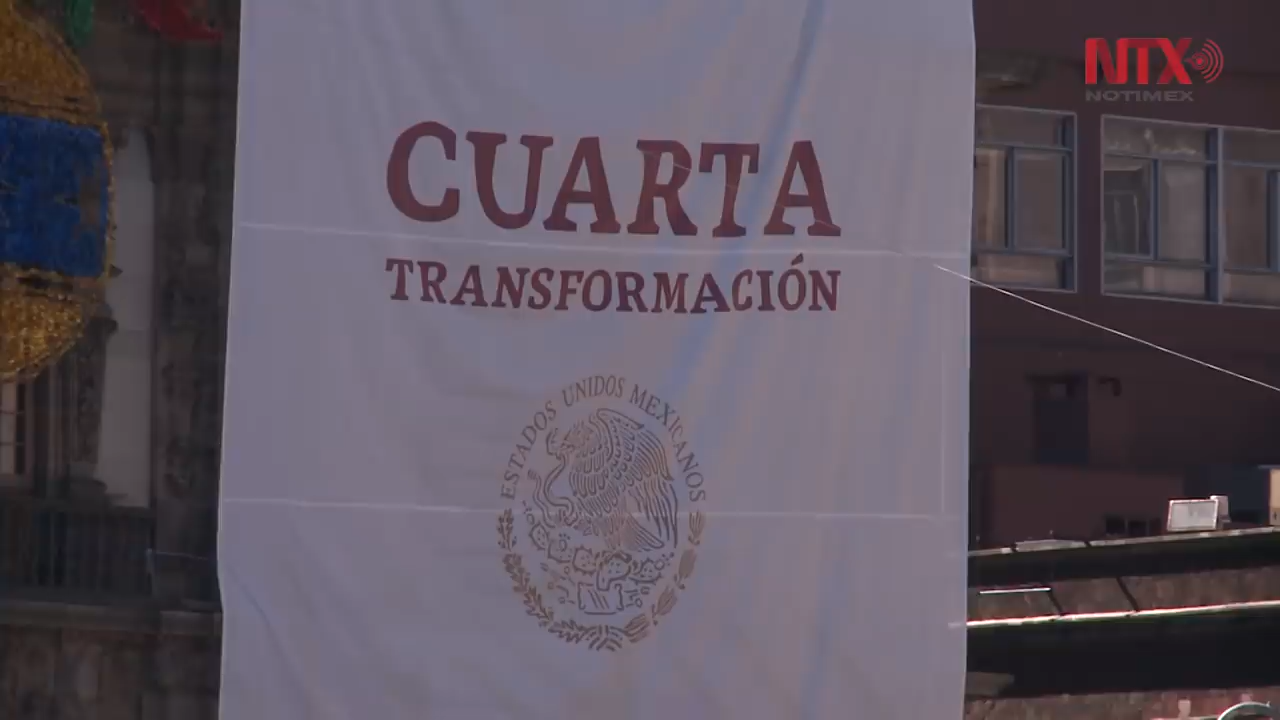 NTX
NOTIMEX
CUARTA
TRANSFORMACIÓN
ESTADOS UNIDOS MEXICANOS